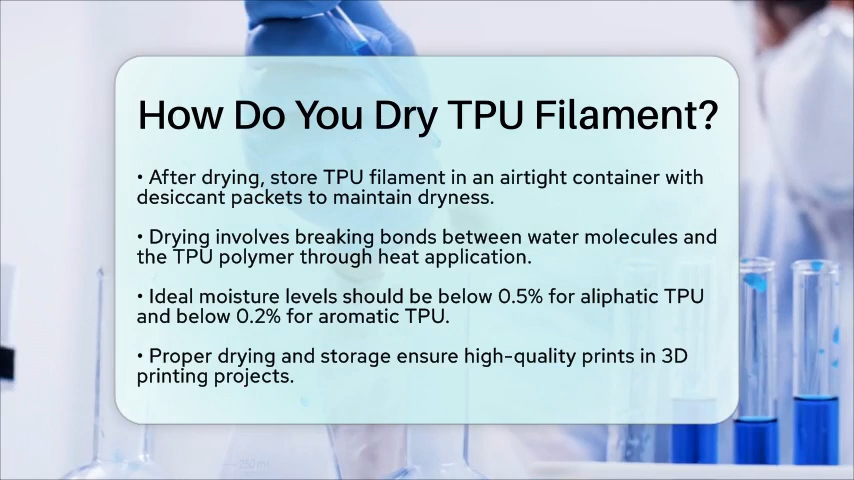 How Do You Dry TPU Filament?
• After drying, store TPU filament in an airtight container with
desiccant packets to maintain dryness.
• Drying involves breaking bonds between water molecules and
the TPU polymer through heat application.
• Ideal moisture levels should be below 0.5% for aliphatic TPU
and below 0.2% for aromatic TPU.
• Proper drying and storage ensure high-quality prints in 3D
printing projects.
250 ml